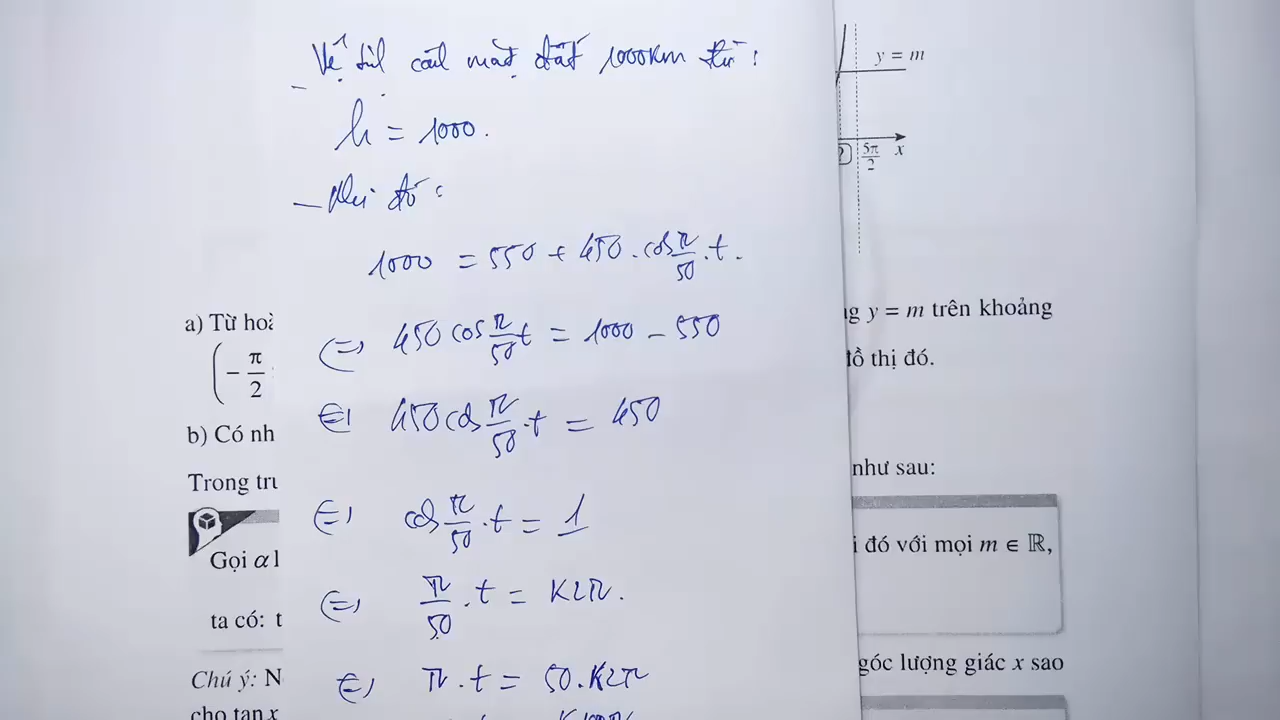 - Vệ tinh cách mặt đất 1000km thì:
h = 1000.
- Khi đó:
1000 = 550 + 450 . cos π/50 . t .
(=) 450 cos π/50 t = 1000 - 550
(=) 450 cos π/50 . t = 450
(=) cos π/50 . t = 1
(=) π/50 . t = K2π.
(=) π . t = 50 . K2π
y = m
5π/2 x
a) Từ hoà
g y = m trên khoảng
(-π/2
đồ thị đó.
b) Có nh
Trong trư
như sau:
Gọi α l
i đó với mọi m ∈ ℝ,
ta có: t
Chú ý: N
góc lượng giác x sao
cho tan x